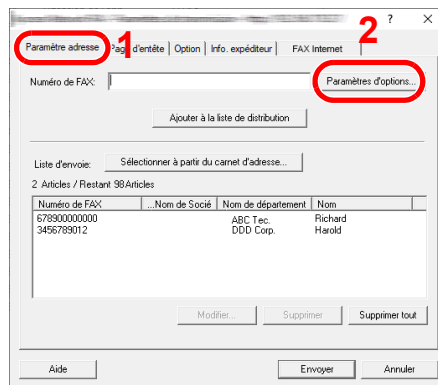 ? X
1 2
Paramètre adresse Page d'entête Option Info. expéditeur FAX Internet
Numéro de FAX: Paramètres d'options...
Ajouter à la liste de distribution
Liste d'envoie: Sélectionner à partir du carnet d'adresse...
2 Articles / Restant 98Articles
Numéro de FAX ...Nom de Socié Nom de département Nom
678900000000 ABC Tec. Richard
3456789012 DDD Corp. Harold
Modifier... Supprimer Supprimer tout
Aide Envoyer Annuler